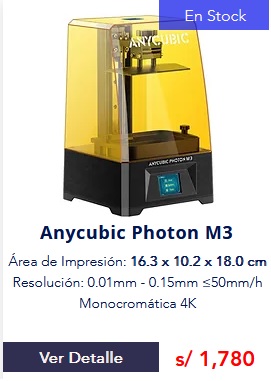 En Stock
ANYCUBIC
ANYCUBIC PHOTON M3
Anycubic Photon M3
Área de Impresión: 16.3 x 10.2 x 18.0 cm
Resolución: 0.01mm - 0.15mm ≤50mm/h
Monocromática 4K
Ver Detalle
s/ 1,780